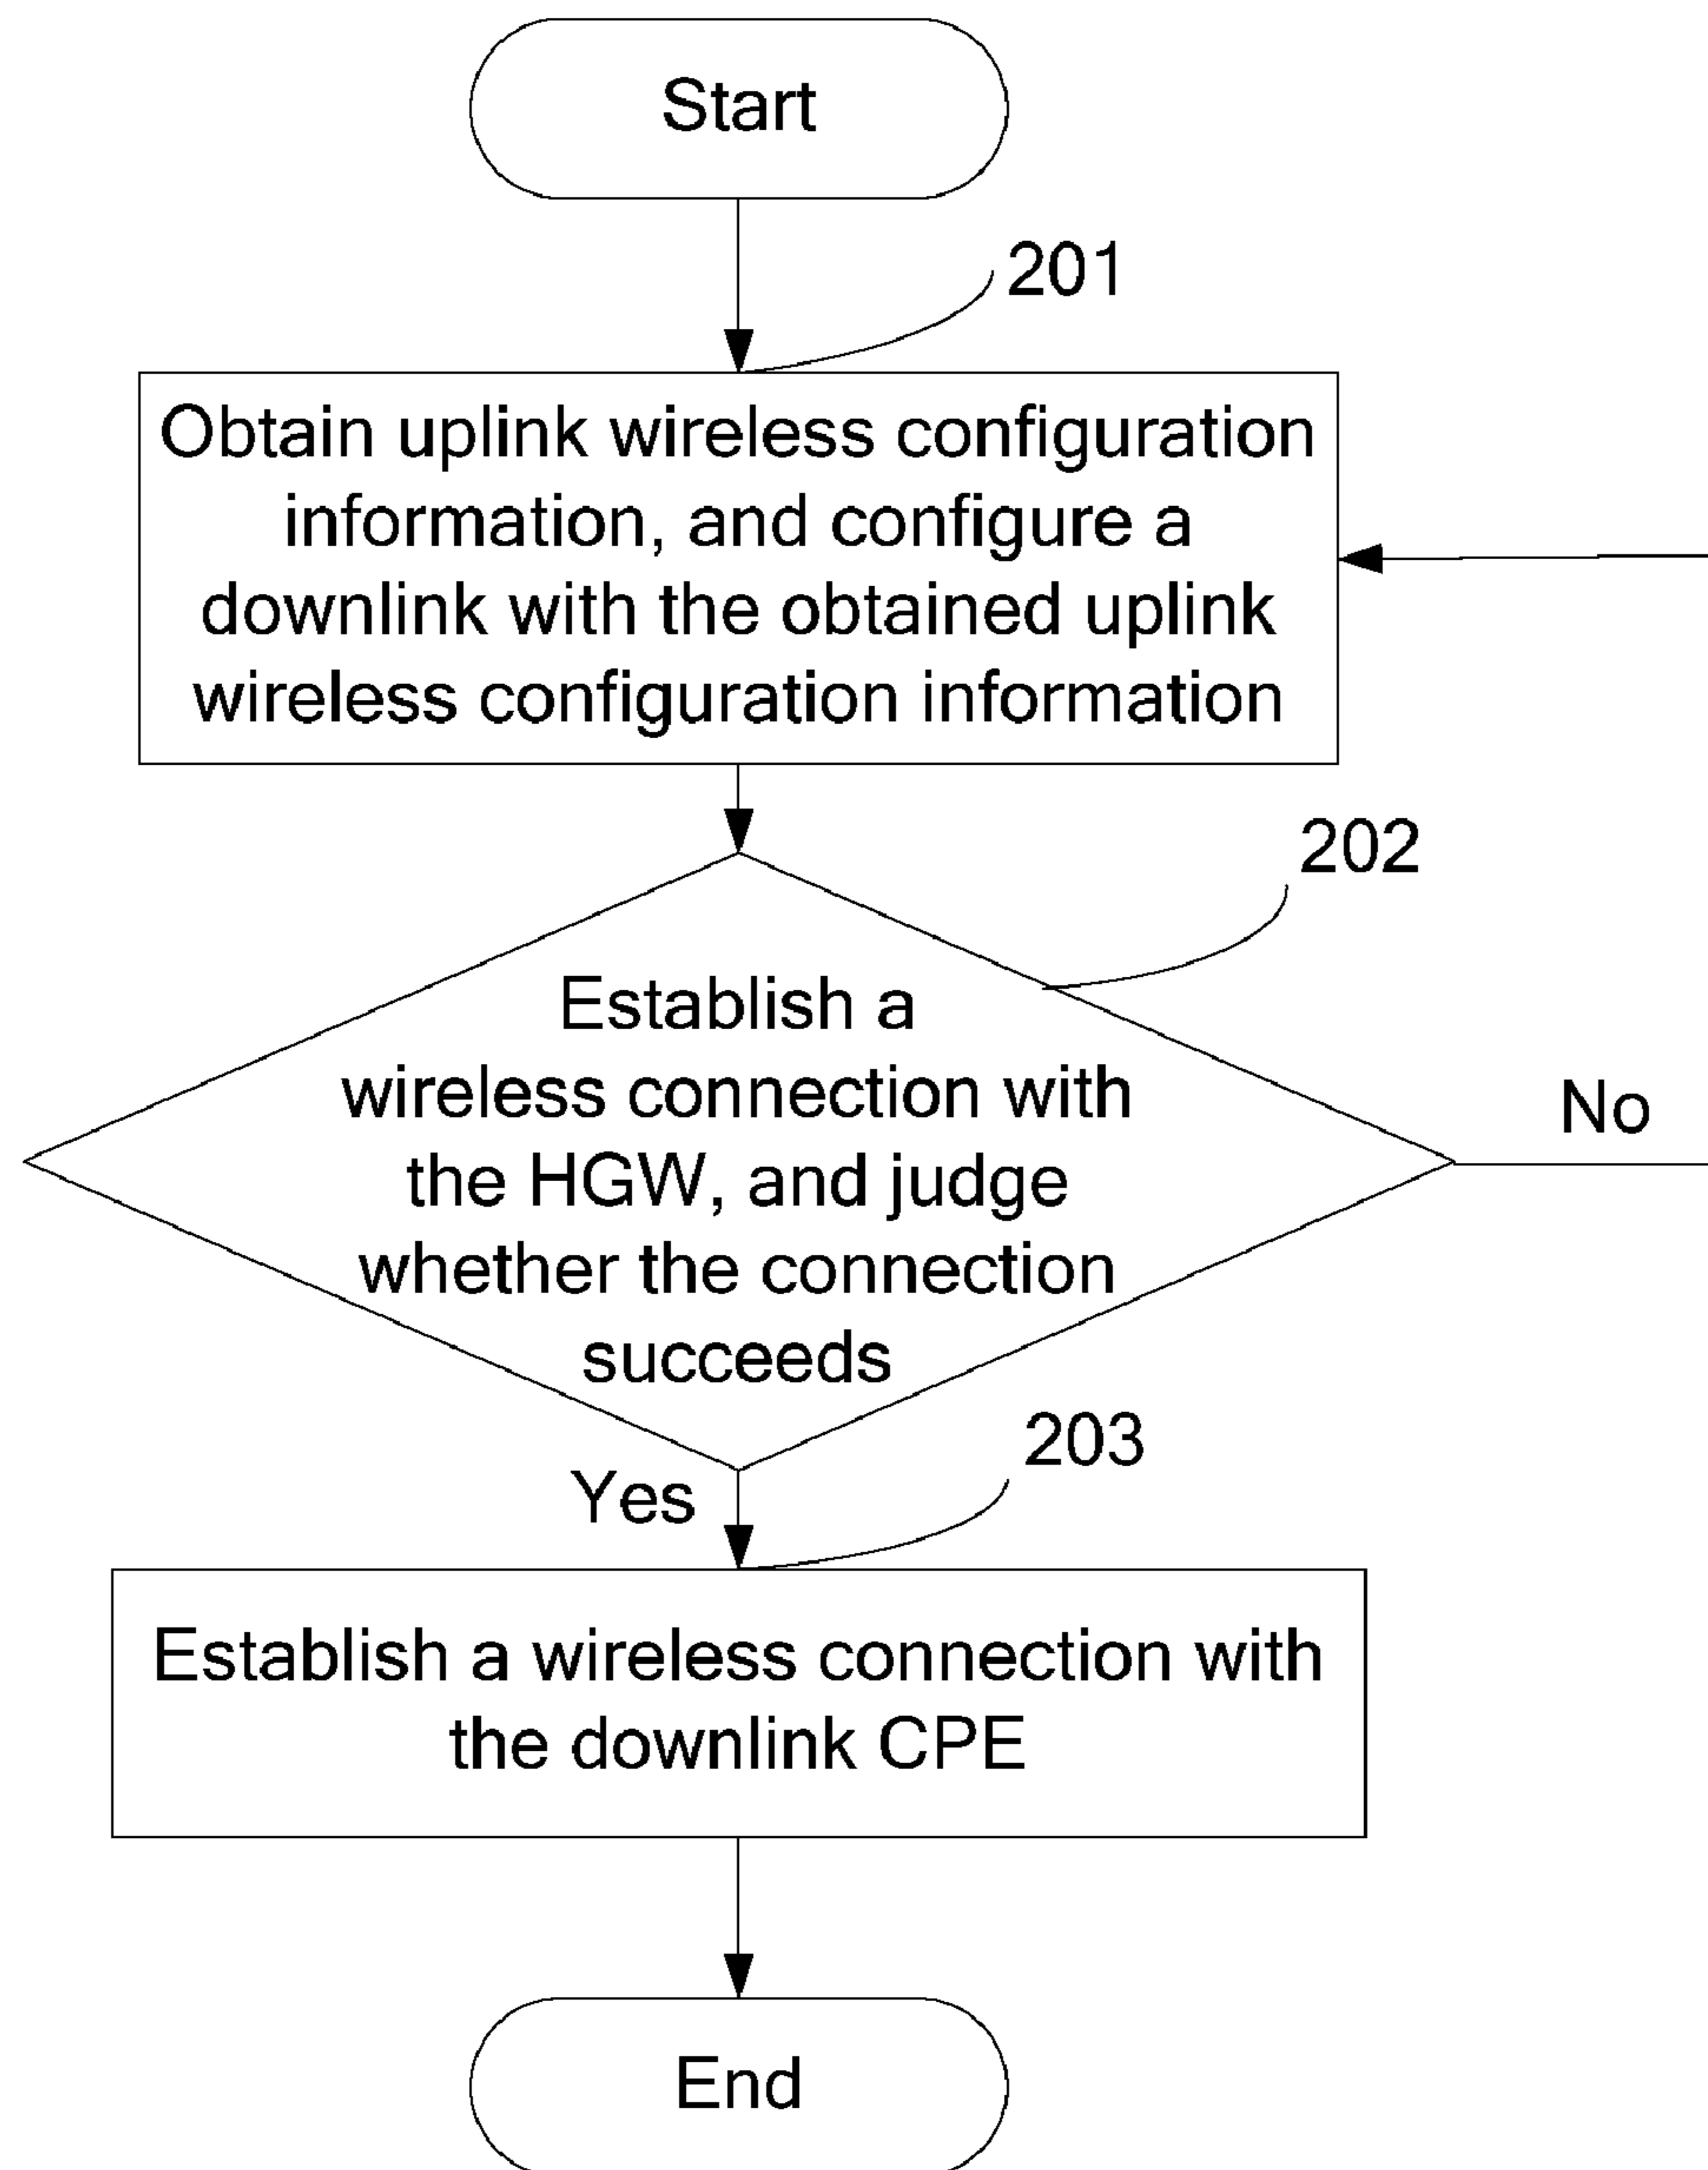 Start
201
Obtain uplink wireless configuration
information, and configure a
downlink with the obtained uplink
wireless configuration information
202
Establish a
wireless connection with
the HGW, and judge
whether the connection
succeeds
No
203
Yes
Establish a wireless connection with
the downlink CPE
End